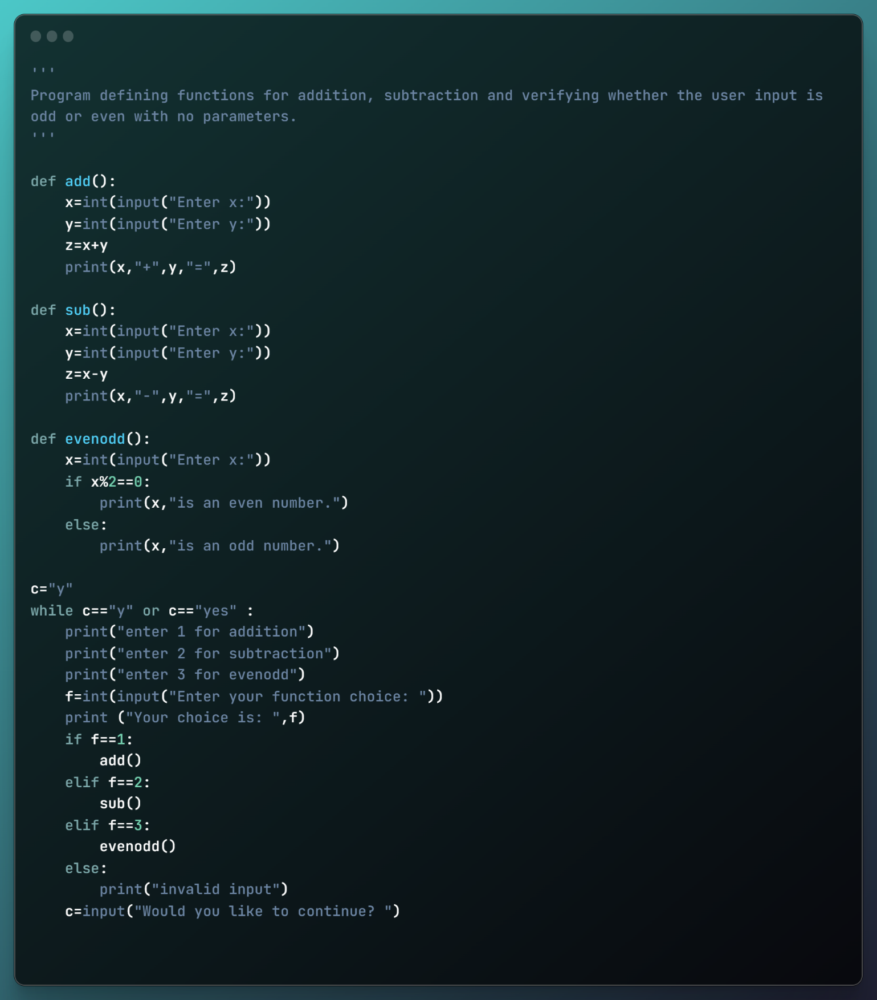 '''
Program defining functions for addition, subtraction and verifying whether the user input is
odd or even with no parameters.
'''

def add():
    x=int(input("Enter x:"))
    y=int(input("Enter y:"))
    z=x+y
    print(x,"+",y,"=",z)

def sub():
    x=int(input("Enter x:"))
    y=int(input("Enter y:"))
    z=x-y
    print(x,"-",y,"=",z)

def evenodd():
    x=int(input("Enter x:"))
    if x%2==0:
        print(x,"is an even number.")
    else:
        print(x,"is an odd number.")

c="y"
while c=="y" or c=="yes" :
    print("enter 1 for addition")
    print("enter 2 for subtraction")
    print("enter 3 for evenodd")
    f=int(input("Enter your function choice: "))
    print ("Your choice is: ",f)
    if f==1:
        add()
    elif f==2:
        sub()
    elif f==3:
        evenodd()
    else:
        print("invalid input")
    c=input("Would you like to continue? ")